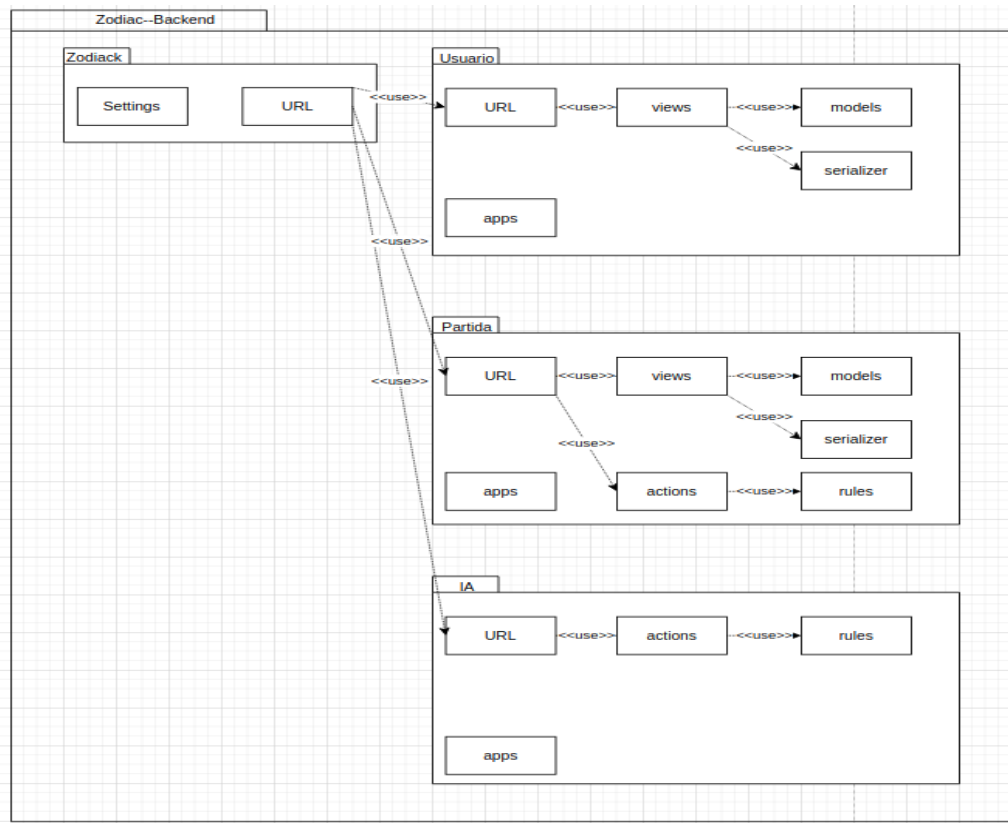 Zodiac--Backend
Zodiack
Settings
URL
<<use>>
<<use>>
<<use>>
Usuario
URL
<<use>>
views
<<use>>
models
<<use>>
serializer
apps
Partida
URL
<<use>>
views
<<use>>
models
<<use>>
serializer
<<use>>
apps
actions
<<use>>
rules
IA
URL
<<use>>
actions
<<use>>
rules
apps